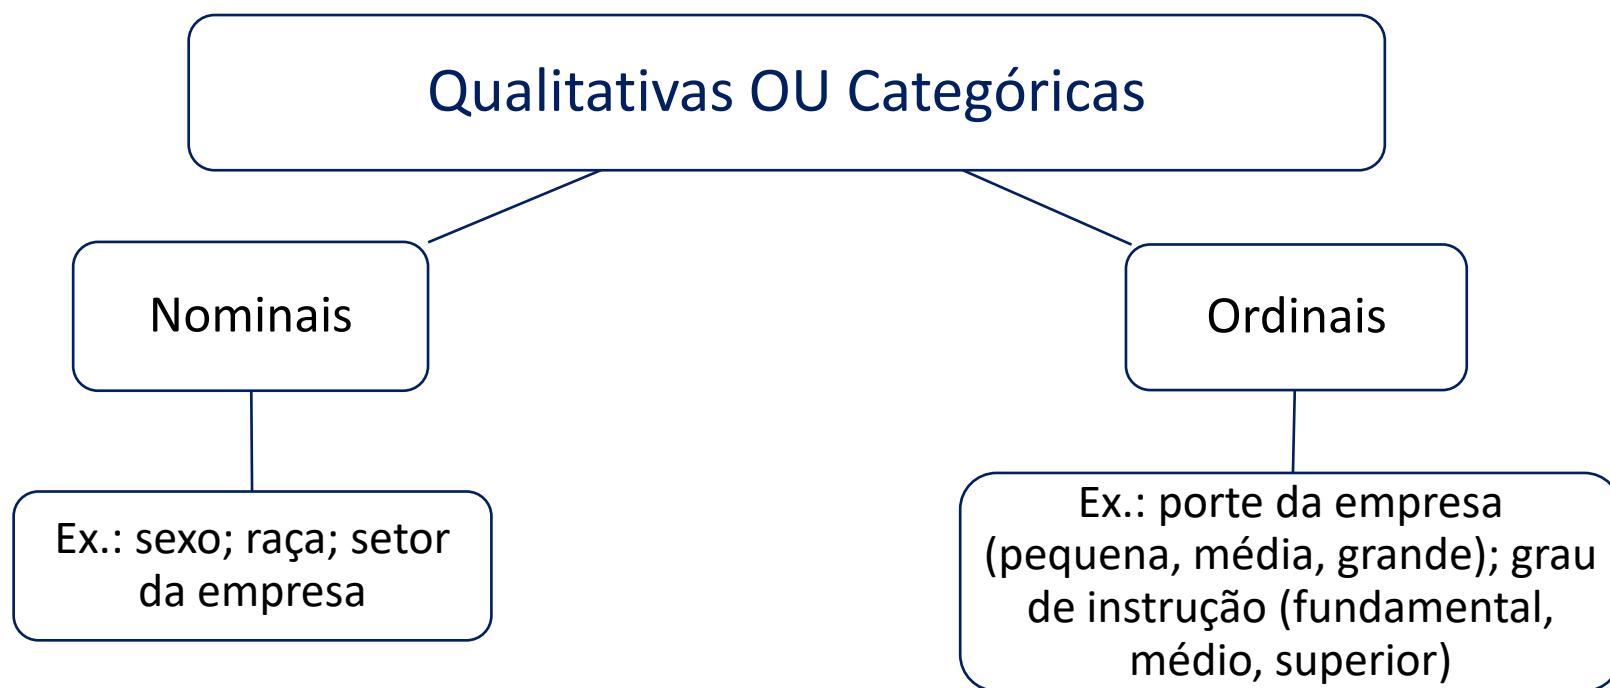 Qualitativas OU Categóricas
Nominais
Ordinais
Ex.: sexo; raça; setor
da empresa
Ex.: porte da empresa
(pequena, média, grande); grau
de instrução (fundamental,
médio, superior)